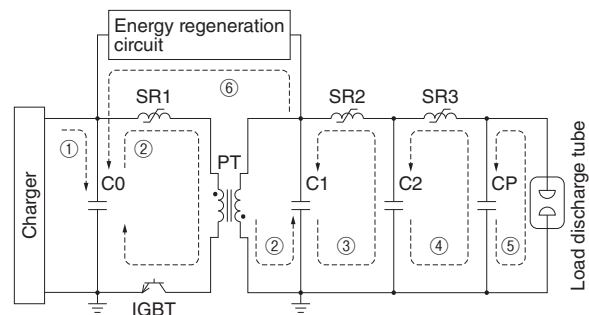 Energy regeneration
circuit
⑥
SR1
SR2
SR3
①
②
PT
C0
C1
C2
CP
Charger
②
③
④
⑤
Load discharge tube
IGBT